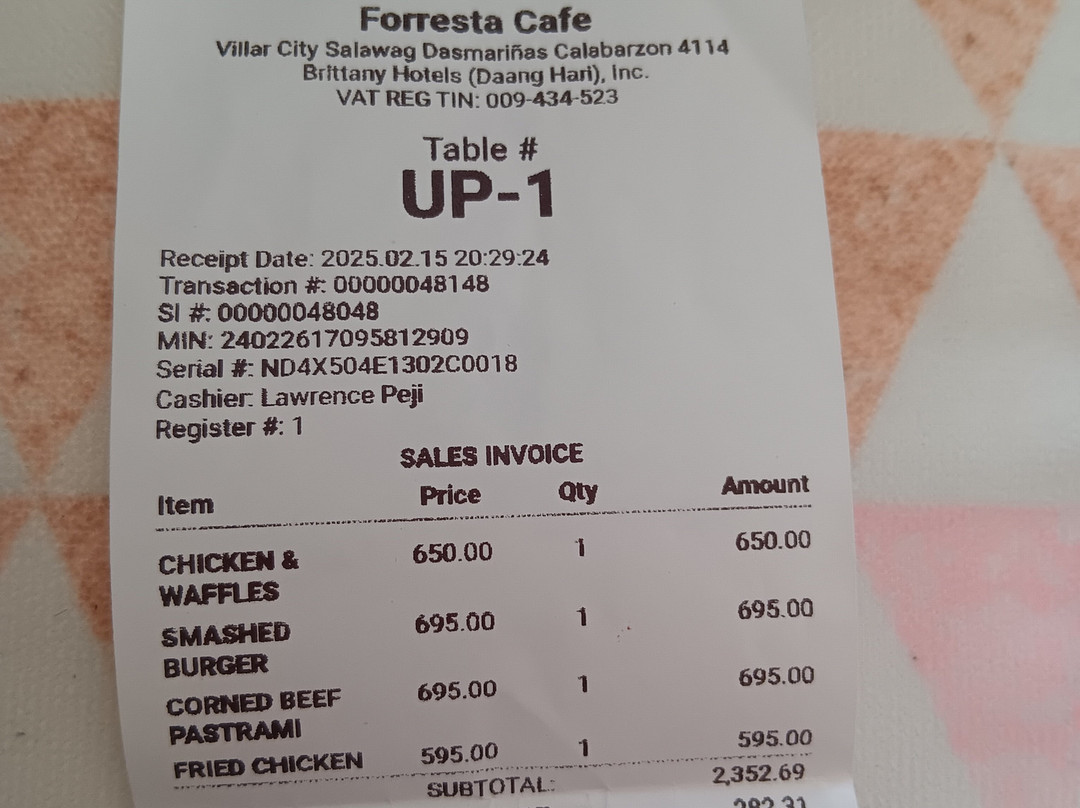 Forresta Cafe
Villar City Salawag Dasmariñas Calabarzon 4114
Brittany Hotels (Daang Hari), Inc.
VAT REG TIN: 009-434-523
Table #
UP-1
Receipt Date: 2025.02.15 20:29:24
Transaction #: 00000048148
SI #: 00000048048
MIN: 24022617095812909
Serial #: ND4X504E1302C0018
Cashier: Lawrence Peji
Register #: 1
SALES INVOICE
Item Price Qty Amount
CHICKEN & 650.00 1 650.00
WAFFLES
SMASHED 695.00 1 695.00
BURGER
CORNED BEEF 695.00 1 695.00
PASTRAMI
FRIED CHICKEN 595.00 1 595.00
SUBTOTAL: 2,352.69
282.31